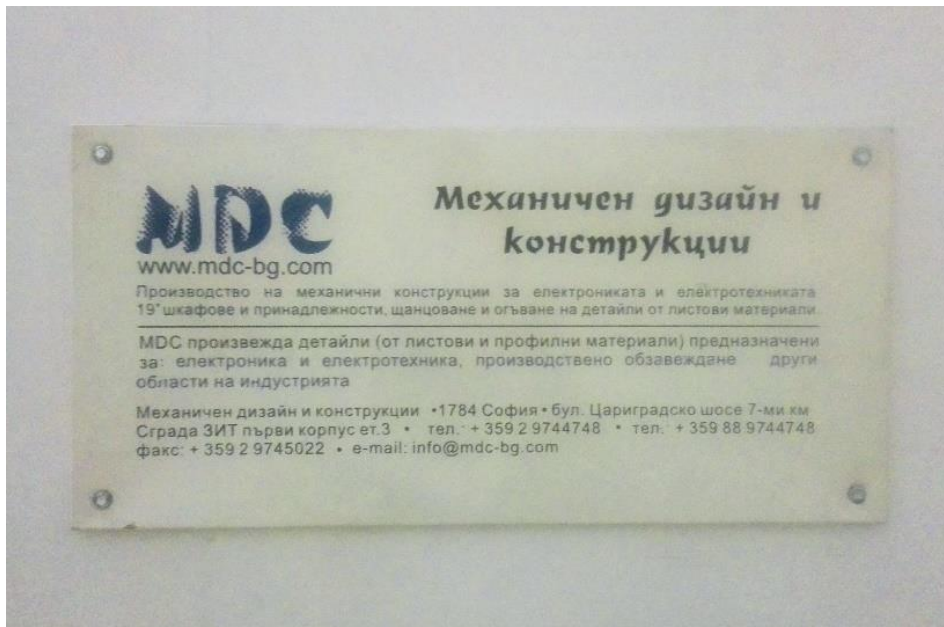 MDC
www.mdc-bg.com
Механичен дизайн и
конструкции
Производство на механични конструкции за електрониката и електротехниката
19" шкафове и принадлежности, щанцоване и огъване на детайли от листови материали.
MDC произвежда детайли (от листови и профилни материали) предназначени
за: електроника и електротехника, производствено обзавеждане други
области на индустрията
Механичен дизайн и конструкции •1784 София • бул. Цариградско шосе 7-ми км
Сграда ЗИТ първи корпус ет.3 • тел.: + 359 2 9744748 • тел: + 359 88 9744748
факс: + 359 2 9745022 • e-mail: info@mdc-bg.com